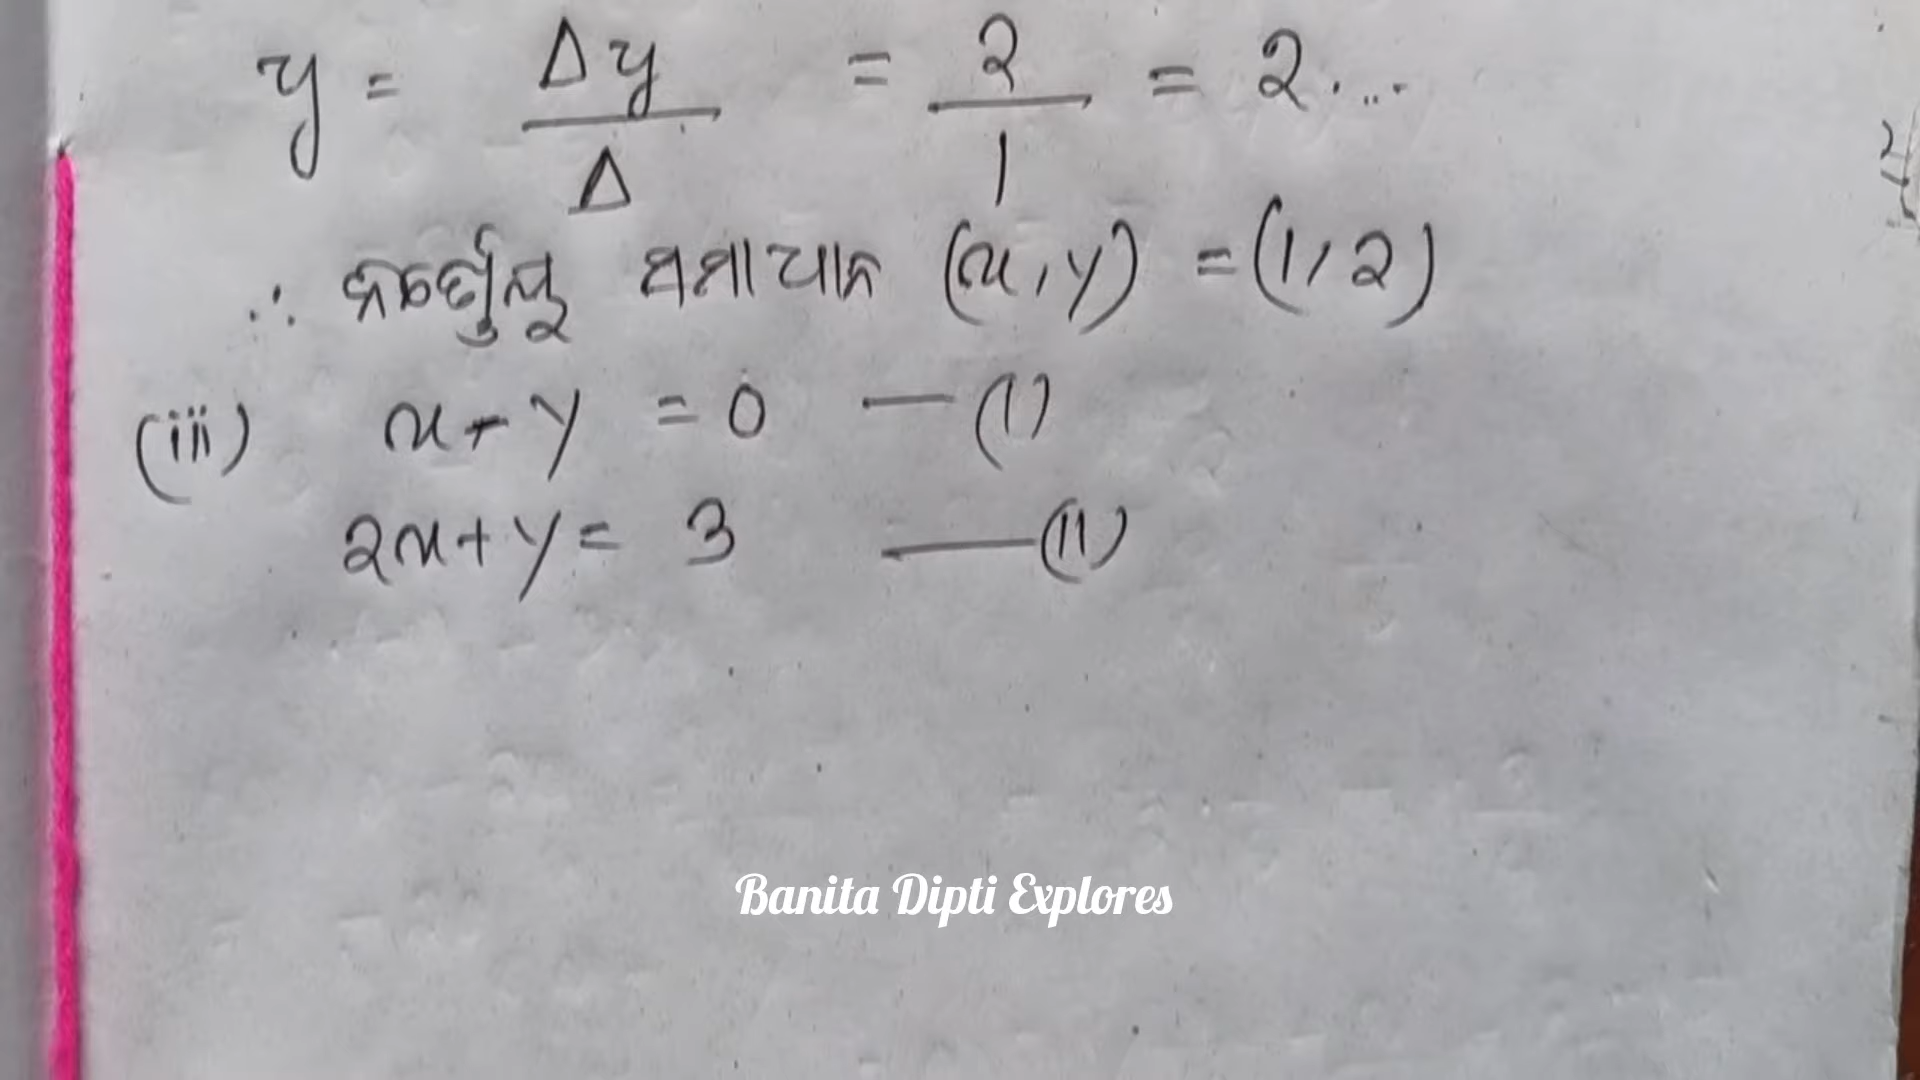 y = Δy / Δ = 2 / 1 = 2...
∴ ନିର୍ଣ୍ଣେୟ ସମାଧାନ (x, y) = (1, 2)
(iii) x - y = 0 — (I)
2x + y = 3 — (II)
Banita Dipti Explores